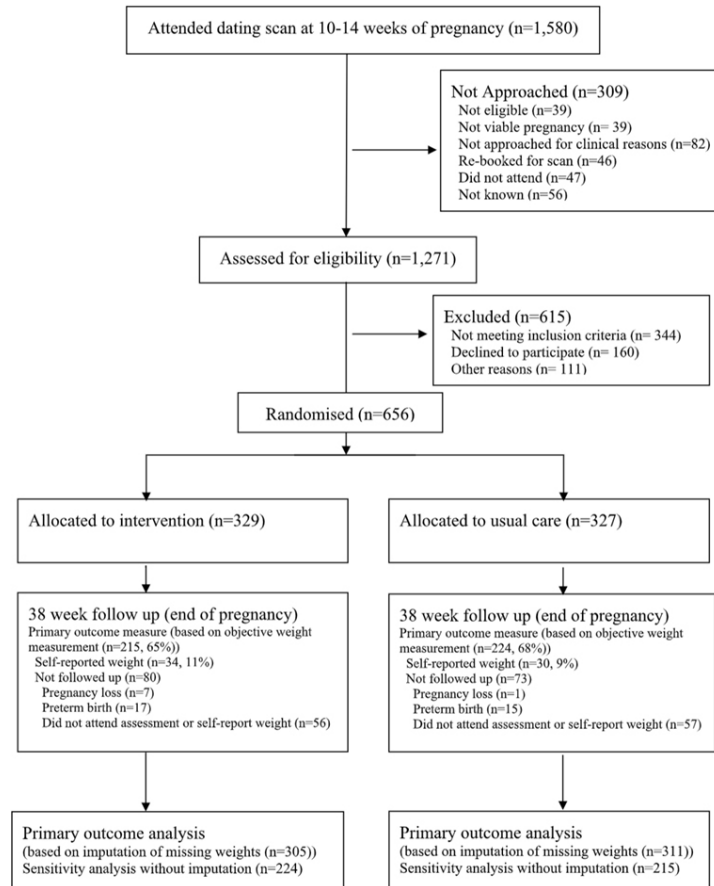 Attended dating scan at 10-14 weeks of pregnancy (n=1,580)
Not Approached (n=309)
Not eligible (n=39)
Not viable pregnancy (n= 39)
Not approached for clinical reasons (n=82)
Re-booked for scan (n=46)
Did not attend (n=47)
Not known (n=56)
Assessed for eligibility (n=1,271)
Excluded (n=615)
Not meeting inclusion criteria (n= 344)
Declined to participate (n= 160)
Other reasons (n= 111)
Randomised (n=656)
Allocated to intervention (n=329)
Allocated to usual care (n=327)
38 week follow up (end of pregnancy)
Primary outcome measure (based on objective weight
measurement (n=215, 65%))
Self-reported weight (n=34, 11%)
Not followed up (n=80)
Pregnancy loss (n=7)
Preterm birth (n=17)
Did not attend assessment or self-report weight (n=56)
38 week follow up (end of pregnancy)
Primary outcome measure (based on objective weight
measurement (n=224, 68%))
Self-reported weight (n=30, 9%)
Not followed up (n=73)
Pregnancy loss (n=1)
Preterm birth (n=15)
Did not attend assessment or self-report weight (n=57)
Primary outcome analysis
(based on imputation of missing weights (n=305))
Sensitivity analysis without imputation (n=224)
Primary outcome analysis
(based on imputation of missing weights (n=311))
Sensitivity analysis without imputation (n=215)